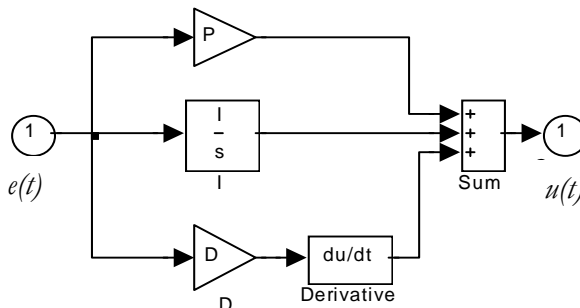 P
1
I
s
I
e(t)
D
D
du/dt
Derivative
+
+
+
Sum
1
u(t)